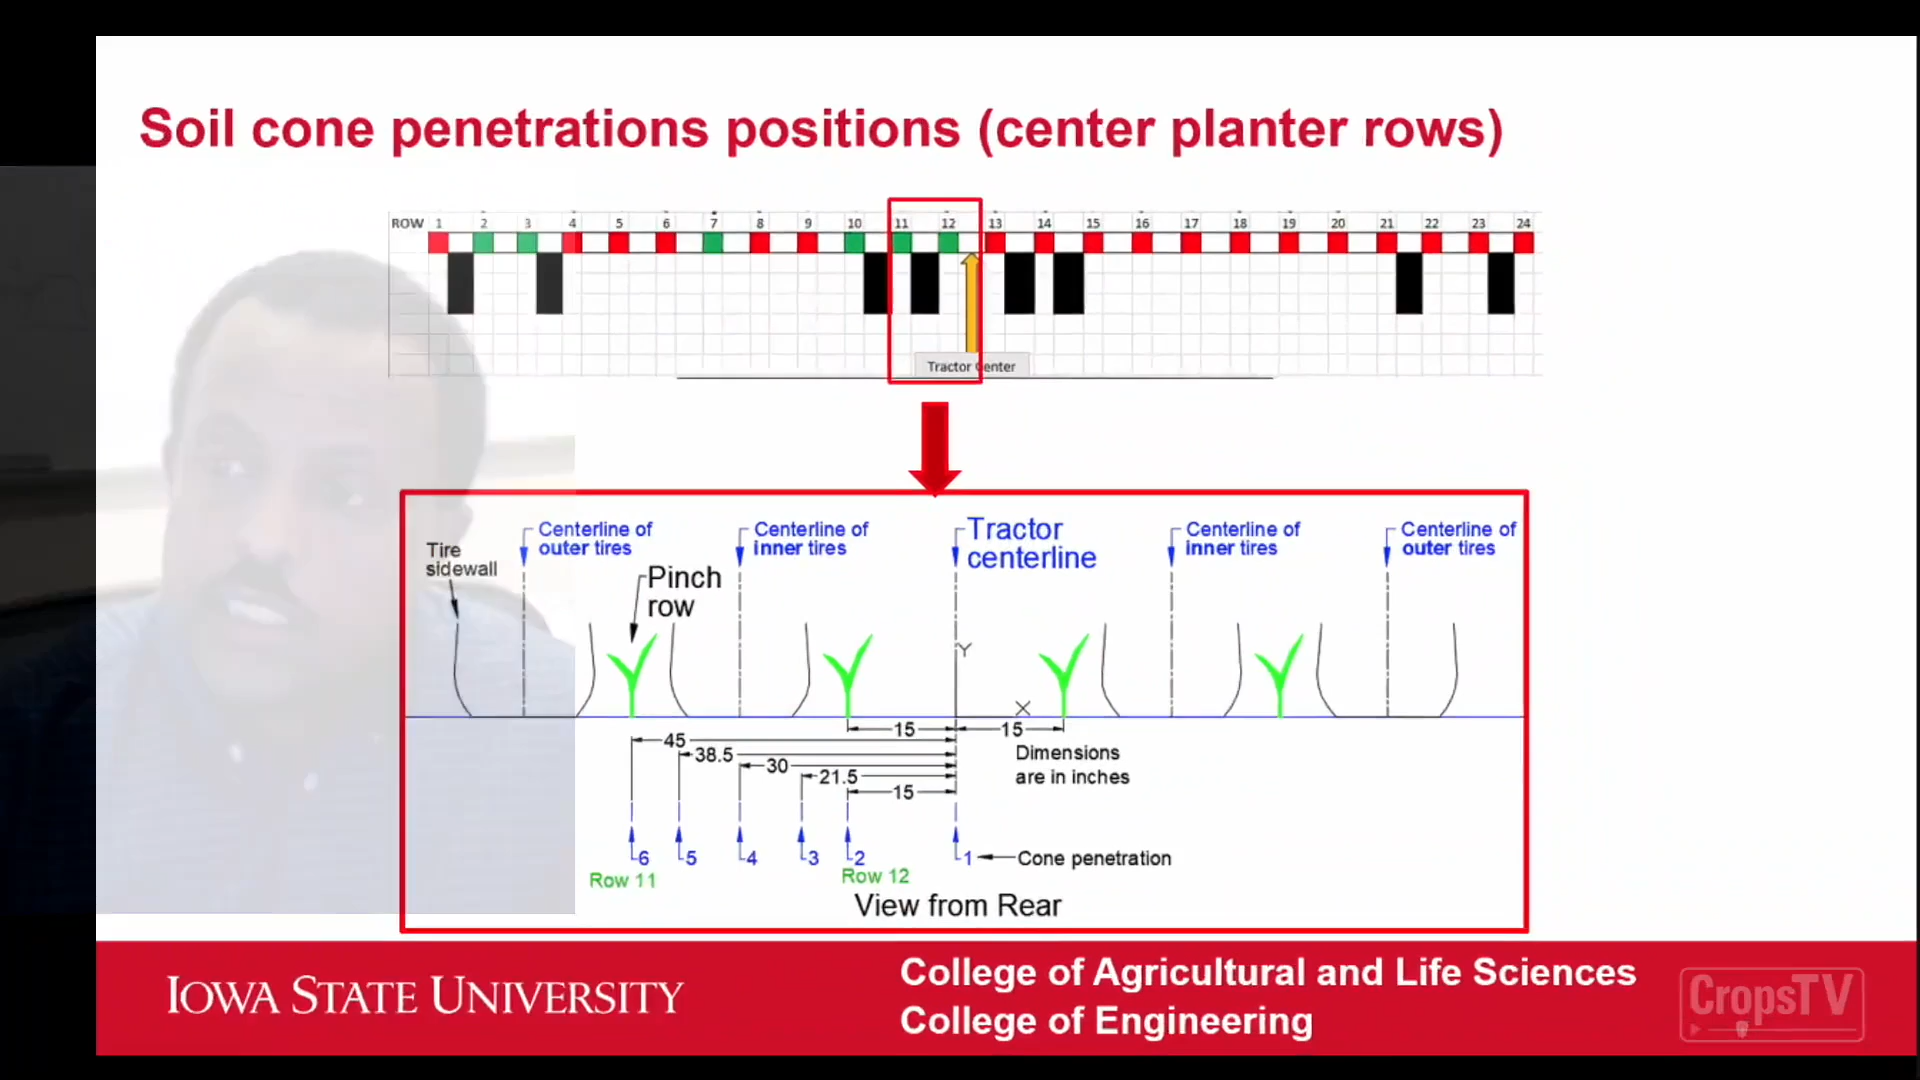 Soil cone penetrations positions (center planter rows)
ROW 1 2 3 4 5 6 7 8 9 10 11 12 13 14 15 16 17 18 19 20 21 22 23 24
Tractor Center
Centerline of
outer tires
Centerline of
inner tires
Tractor
centerline
Centerline of
inner tires
Centerline of
outer tires
Tire
sidewall
Pinch
row
Y
X
15 15
45
38.5
30
21.5
15
Dimensions
are in inches
6 5 4 3 2 1 Cone penetration
Row 11 Row 12
View from Rear
IOWA STATE UNIVERSITY
College of Agricultural and Life Sciences
College of Engineering
CropsTV